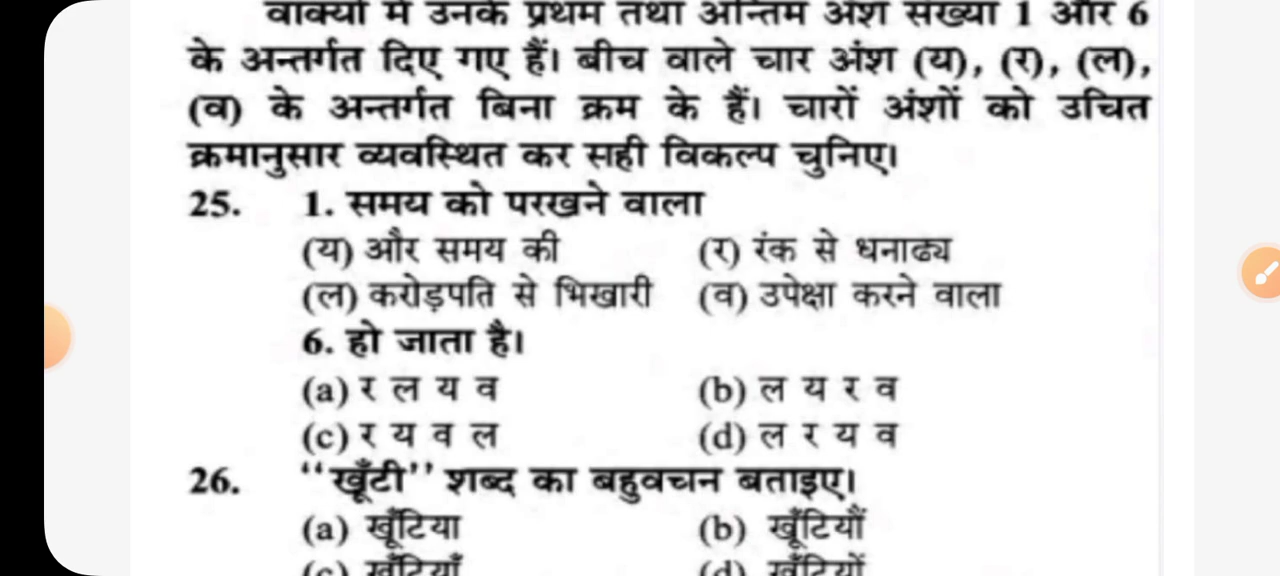 वाक्यों में उनके प्रथम तथा अन्तिम अंश संख्या 1 और 6
के अन्तर्गत दिए गए हैं। बीच वाले चार अंश (य), (र), (ल),
(व) के अन्तर्गत बिना क्रम के हैं। चारों अंशों को उचित
क्रमानुसार व्यवस्थित कर सही विकल्प चुनिए।
25. 1. समय को परखने वाला
(य) और समय की (र) रंक से धनाढ्य
(ल) करोड़पति से भिखारी (व) उपेक्षा करने वाला
6. हो जाता है।
(a) र ल य व (b) ल य र व
(c) र य व ल (d) ल र य व
26. “खूँटी” शब्द का बहुवचन बताइए।
(a) खूँटिया (b) खूँटियौं
(c) खूँटियाँ (d) खूँटियों